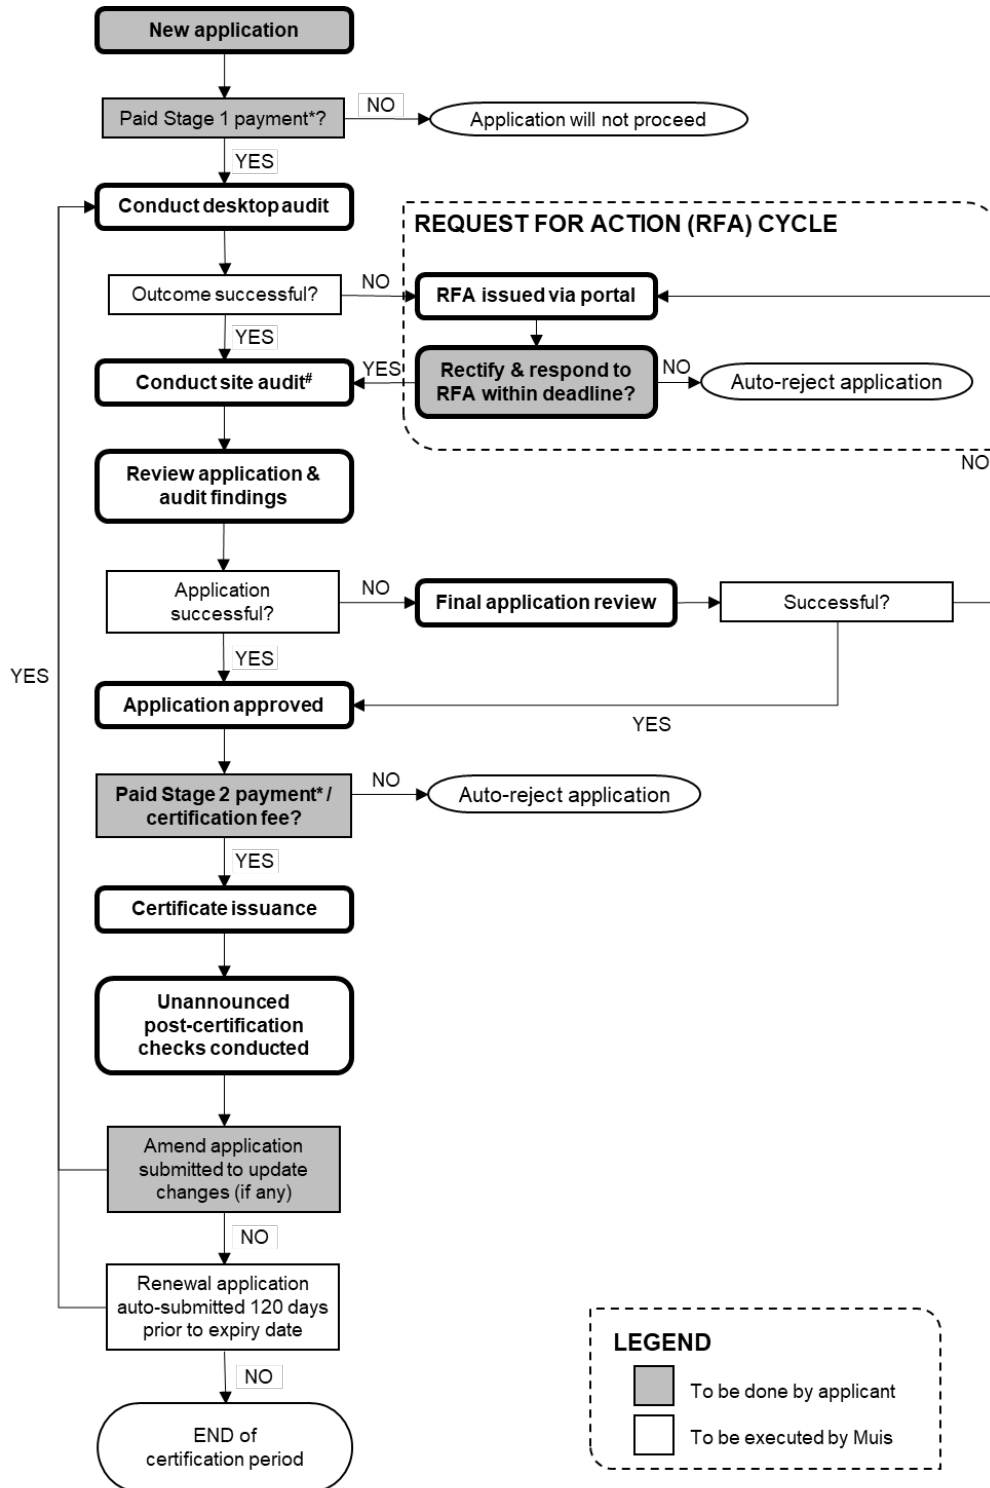 New application
Paid Stage 1 payment*?
NO
Application will not proceed
YES
Conduct desktop audit
REQUEST FOR ACTION (RFA) CYCLE
Outcome successful?
NO
RFA issued via portal
YES
Conduct site audit#
YES
Rectify & respond to
RFA within deadline?
NO
Auto-reject application
NO
Review application &
audit findings
Application
successful?
NO
Final application review
Successful?
YES
YES
Application approved
YES
Paid Stage 2 payment* /
certification fee?
NO
Auto-reject application
YES
Certificate issuance
Unannounced
post-certification
checks conducted
Amend application
submitted to update
changes (if any)
NO
Renewal application
auto-submitted 120 days
prior to expiry date
NO
END of
certification period
LEGEND
To be done by applicant
To be executed by Muis